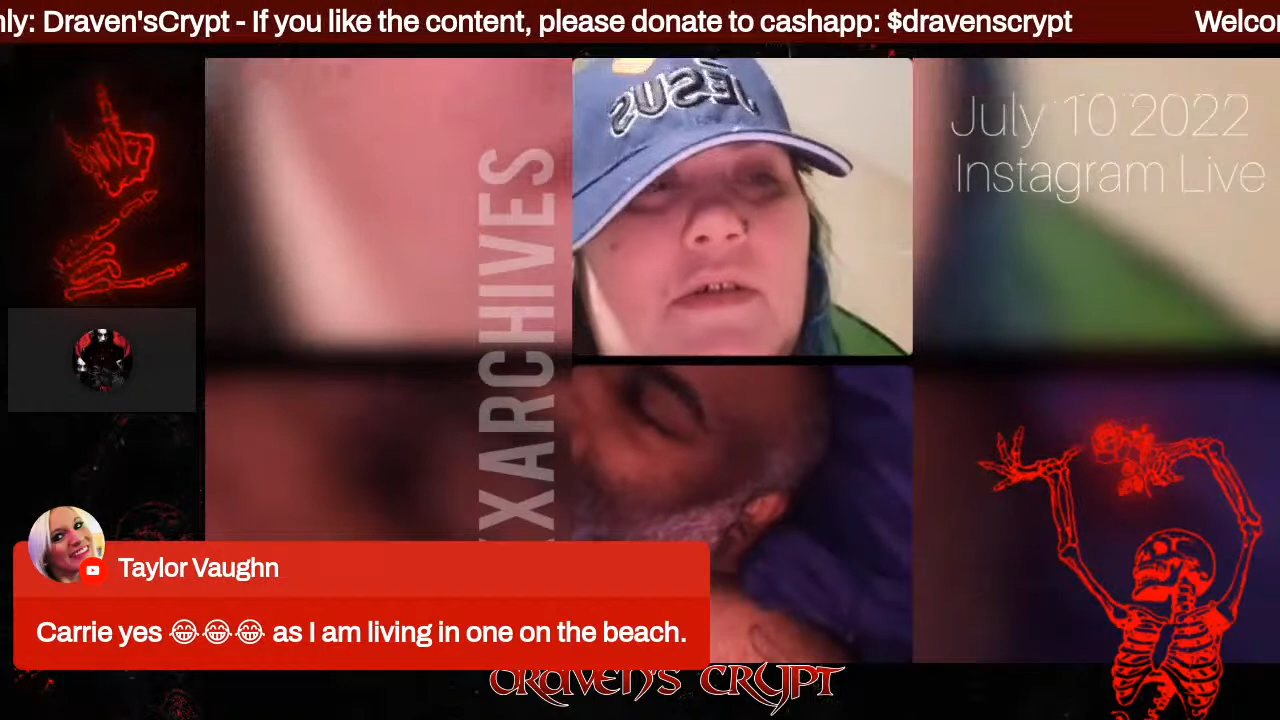 nly: Draven'sCrypt - If you like the content, please donate to cashapp: $dravenscrypt Welcon
JESUS
July 10 2022
Instagram Live
XARCHIVES
Taylor Vaughn
Carrie yes 😂😂😂 as I am living in one on the beach.
DRAVEN'S CRYPT